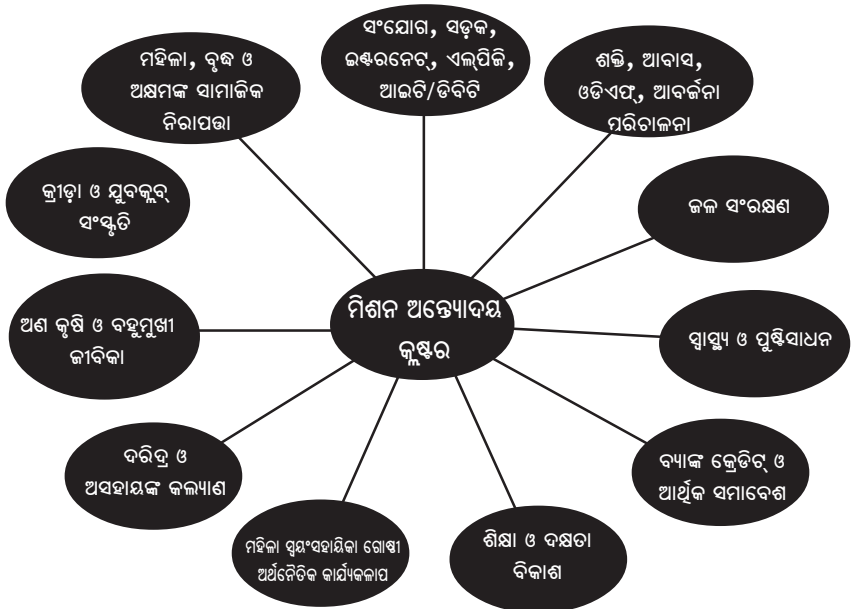 ସଂଯୋଗ, ସଡ଼କ,
ଇଣ୍ଟରନେଟ୍, ଏଲ୍‌ପିଜି,
ଆଇଟି/ଡିବିଟି
ଶକ୍ତି, ଆବାସ,
ଓଡିଏଫ୍, ଆବର୍ଜନା
ପରିଚାଳନା
ଜଳ ସଂରକ୍ଷଣ
ସ୍ୱାସ୍ଥ୍ୟ ଓ ପୁଷ୍ଟିସାଧନ
ବ୍ୟାଙ୍କ କ୍ରେଡିଟ୍ ଓ
ଆର୍ଥିକ ସମାବେଶ
ଶିକ୍ଷା ଓ ଦକ୍ଷତା
ବିକାଶ
ମହିଳା ସ୍ୱୟଂସହାୟିକା ଗୋଷ୍ଠୀ
ଅର୍ଥନୈତିକ କାର୍ଯ୍ୟକଳାପ
ଦରିଦ୍ର ଓ
ଅସହାୟଙ୍କ କଲ୍ୟାଣ
ଅଣ କୃଷି ଓ ବହୁମୁଖୀ
ଜୀବିକା
କ୍ରୀଡ଼ା ଓ ଯୁବକ୍ଲବ୍
ସଂସ୍କୃତି
ମହିଳା, ବୃଦ୍ଧ ଓ
ଅକ୍ଷମଙ୍କ ସାମାଜିକ
ନିରାପତ୍ତା
ମିଶନ ଅନ୍ତ୍ୟୋଦୟ
କ୍ଲଷ୍ଟର